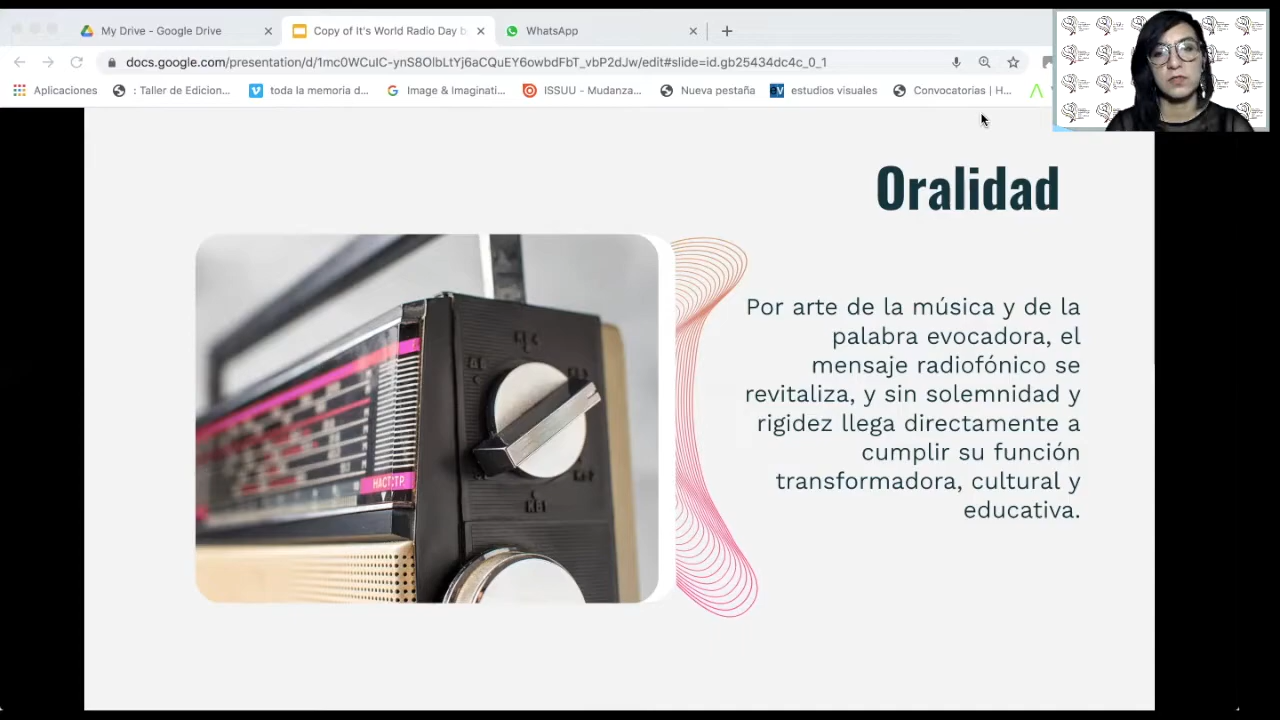 My Drive - Google Drive
Copy of It's World Radio Day b
WhatsApp
docs.google.com/presentation/d/1mc0WCuIC-ynS8OlbLtYj6aCQuEY6owbdFbT_vbP2dJw/edit#slide=id.gb25434dc4c_0_1
Aplicaciones
: Taller de Edicion...
toda la memoria d...
Image & Imaginati...
ISSUU - Mudanza...
Nueva pestaña
estudios visuales
Convocatorias | H...
Oralidad
Por arte de la música y de la
palabra evocadora, el
mensaje radiofónico se
revitaliza, y sin solemnidad y
rigidez llega directamente a
cumplir su función
transformadora, cultural y
educativa.